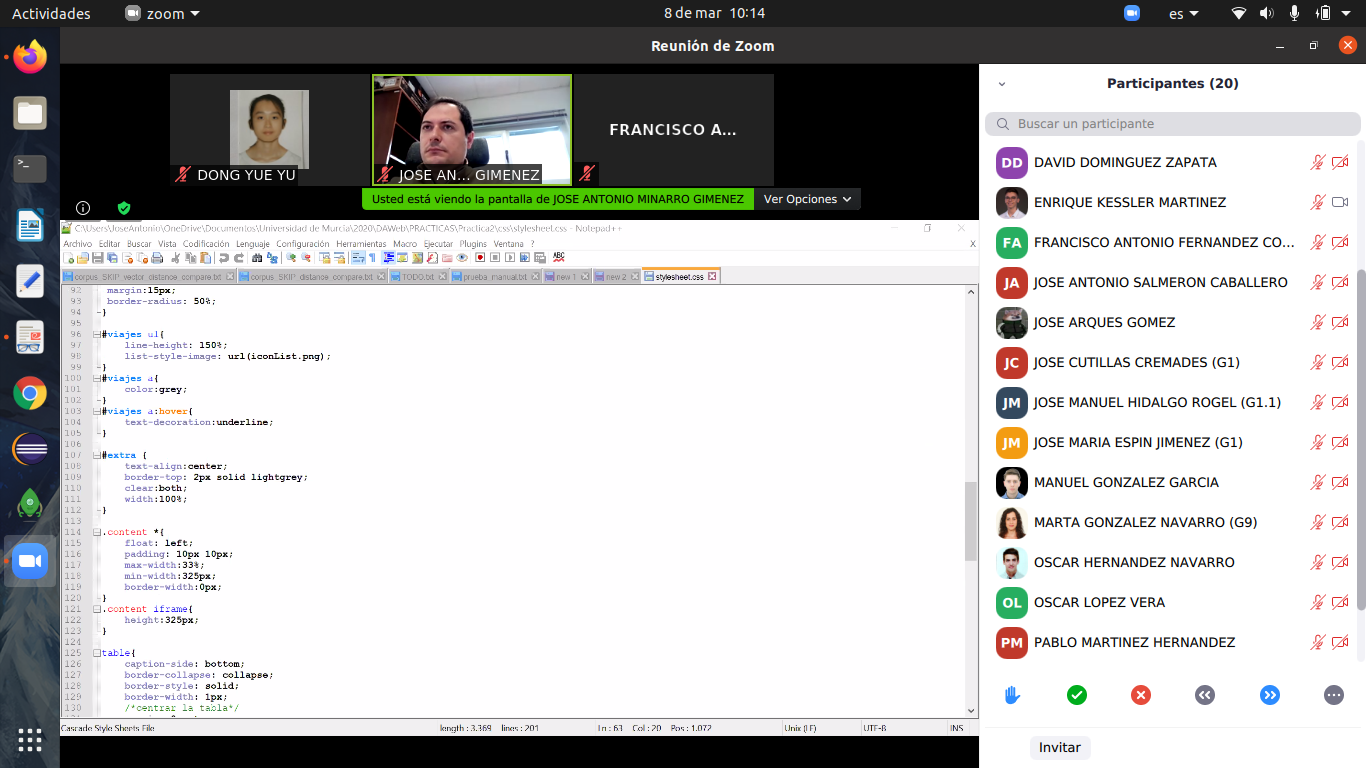 Actividades
zoom
8 de mar 10:14
es
Reunión de Zoom
DONG YUE YU
JOSE AN... GIMENEZ
FRANCISCO A...
Usted está viendo la pantalla de JOSE ANTONIO MINARRO GIMENEZ
Ver Opciones
C:\Users\JoseAntonio\OneDrive\Documentos\Universidad de Murcia\2020\DAWeb\PRACTICAS\Practica2\css\stylesheet.css - Notepad++
Archivo Editar Buscar Vista Codificación Lenguaje Configuración Herramientas Macro Ejecutar Plugins Ventana ? X
corpus_SKIP_vector_distance_compare.txt corpus_SKIP_distance_compare.txt TODO.txt prueba_manual.txt new 1 new 2 stylesheet.css
92 margin:15px;
93 border-radius: 50%;
94 }
95
96 #viajes ul{
97 line-height: 150%;
98 list-style-image: url(iconList.png);
99 }
100 #viajes a{
101 color:grey;
102 }
103 #viajes a:hover{
104 text-decoration:underline;
105 }
106
107 #extra {
108 text-align:center;
109 border-top: 2px solid lightgrey;
110 clear:both;
111 width:100%;
112 }
113
114 .content *{
115 float: left;
116 padding: 10px 10px;
117 max-width:33%;
118 min-width:325px;
119 border-width:0px;
120 }
121 .content iframe{
122 height:325px;
123 }
124
125 table{
126 caption-side: bottom;
127 border-collapse: collapse;
128 border-style: solid;
129 border-width: 1px;
130 /*centrar la tabla*/
Cascade Style Sheets File length : 3.369 lines : 201 Ln : 63 Col : 20 Pos : 1.072 Unix (LF) UTF-8 INS
Participantes (20)
Buscar un participante
DD DAVID DOMINGUEZ ZAPATA
ENRIQUE KESSLER MARTINEZ
FA FRANCISCO ANTONIO FERNANDEZ CO...
JA JOSE ANTONIO SALMERON CABALLERO
JOSE ARQUES GOMEZ
JC JOSE CUTILLAS CREMADES (G1)
JM JOSE MANUEL HIDALGO ROGEL (G1.1)
JM JOSE MARIA ESPIN JIMENEZ (G1)
MANUEL GONZALEZ GARCIA
MARTA GONZALEZ NAVARRO (G9)
OSCAR HERNANDEZ NAVARRO
OL OSCAR LOPEZ VERA
PM PABLO MARTINEZ HERNANDEZ
Invitar